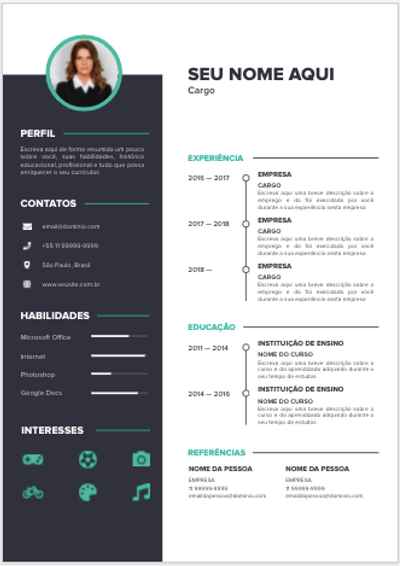 SEU NOME AQUI
Cargo
PERFIL
Escreva aqui de forma resumida um pouco
sobre você, suas habilidades, histórico
educacional, profissional e tudo que possa
enriquecer o seu currículos
CONTATOS
email@dominio.com
+55 11 99999-9999
São Paulo, Brasil
www.seusite.com.br
HABILIDADES
Microsoft Office
Internet
Photoshop
Google Docs
INTERESSES
EXPERIÊNCIA
2016 — 2017
EMPRESA
CARGO
Escreva aqui uma breve descrição sobre a
empresa e do foi executado por você
durante a sua experiência nesta empresa
2017 — 2018
EMPRESA
CARGO
Escreva aqui uma breve descrição sobre a
empresa e do foi executado por você
durante a sua experiência nesta empresa
2018 —
EMPRESA
CARGO
Escreva aqui uma breve descrição sobre a
empresa e do foi executado por você
durante a sua experiência nesta empresa
EDUCAÇÃO
2011 — 2014
INSTITUIÇÃO DE ENSINO
NOME DO CURSO
Escreva aqui uma breve descrição sobre o
curso e do aprendizado adquirido durante o
seu tempo de estudos
2014 — 2016
INSTITUIÇÃO DE ENSINO
NOME DO CURSO
Escreva aqui uma breve descrição sobre o
curso e do aprendizado adquirido durante o
seu tempo de estudos
REFERÊNCIAS
NOME DA PESSOA
EMPRESA
11 99999-9999
emaildapessoa@dominio.com
NOME DA PESSOA
EMPRESA
11 99999-9999
emaildapessoa@dominio.com